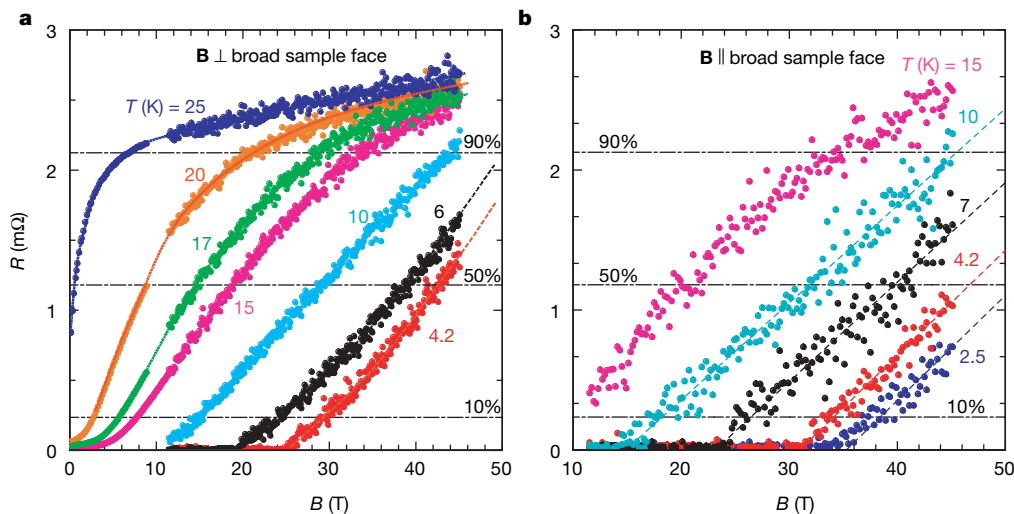 a
B ⊥ broad sample face
T (K) = 25
20
17
15
10
6
4.2
90%
50%
10%
3
2
1
0
R (mΩ)
0 10 20 30 40 50
B (T)
b
B || broad sample face
T (K) = 15
10
7
4.2
2.5
90%
50%
10%
3
2
1
0
10 20 30 40 50
B (T)